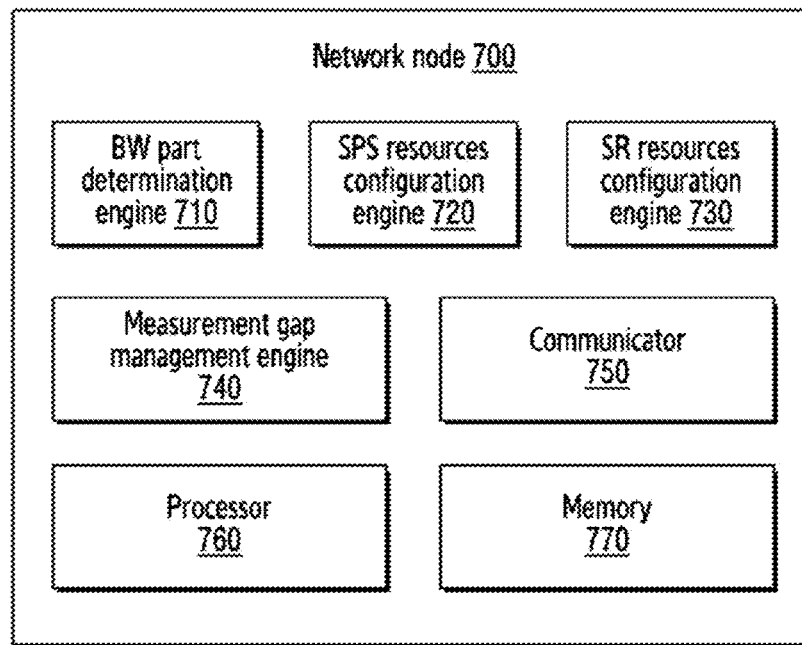 Network node 700
BW part
determination
engine 710
SPS resources
configuration
engine 720
SR resources
configuration
engine 730
Measurement gap
management engine
740
Communicator
750
Processor
760
Memory
770